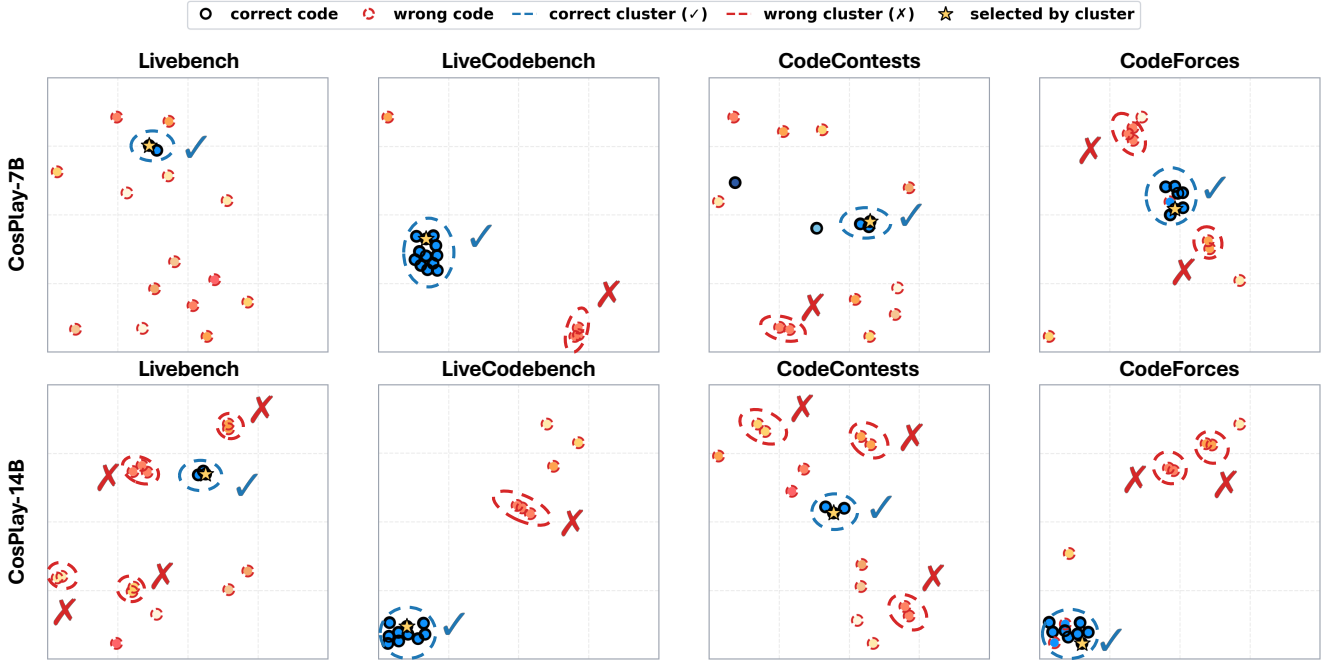 correct code wrong code correct cluster (✓) wrong cluster (✗) selected by cluster
Livebench LiveCodebench CodeContests CodeForces
CosPlay-7B
✓ ✓ ✗ ✓ ✗ ✗ ✓ ✗
Livebench LiveCodebench CodeContests CodeForces
CosPlay-14B
✗ ✗ ✓ ✗ ✗ ✗ ✓ ✗ ✗ ✓ ✗ ✗ ✗ ✓